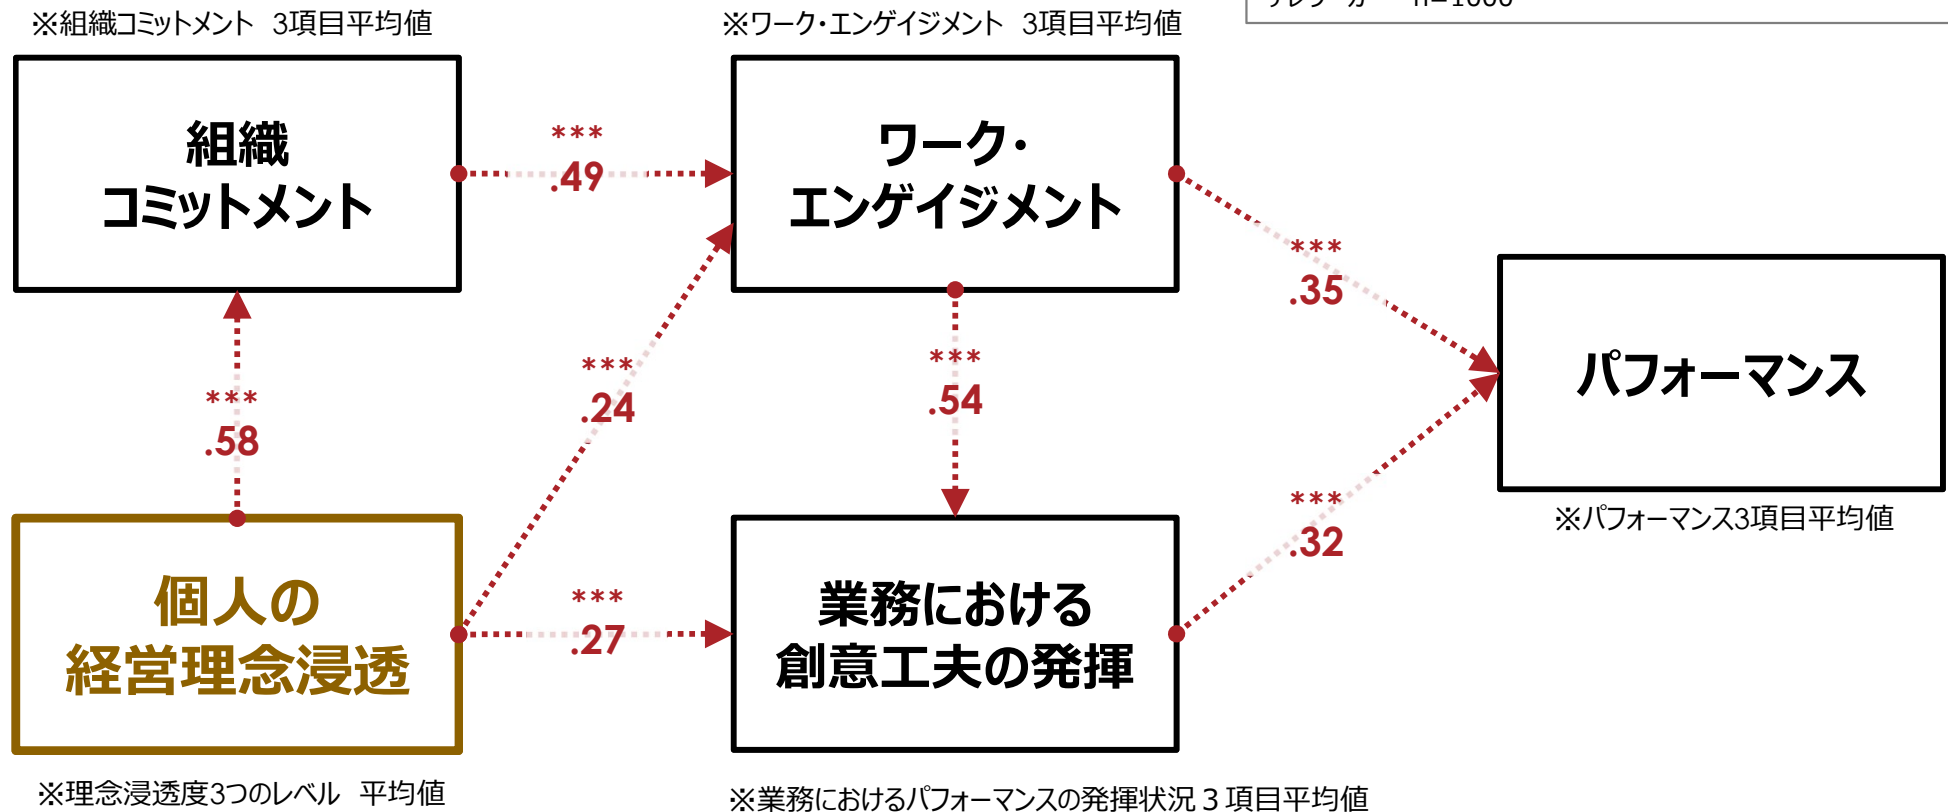 ※組織コミットメント 3項目平均値
※ワーク・エンゲイジメント 3項目平均値
n=1000
組織
コミットメント
***
.49
ワーク・
エンゲイジメント
***
.35
パフォーマンス
※パフォーマンス3項目平均値
***
.58
***
.24
***
.54
***
.32
個人の
経営理念浸透
***
.27
業務における
創意工夫の発揮
※理念浸透度3つのレベル 平均値
※業務におけるパフォーマンスの発揮状況３項目平均値